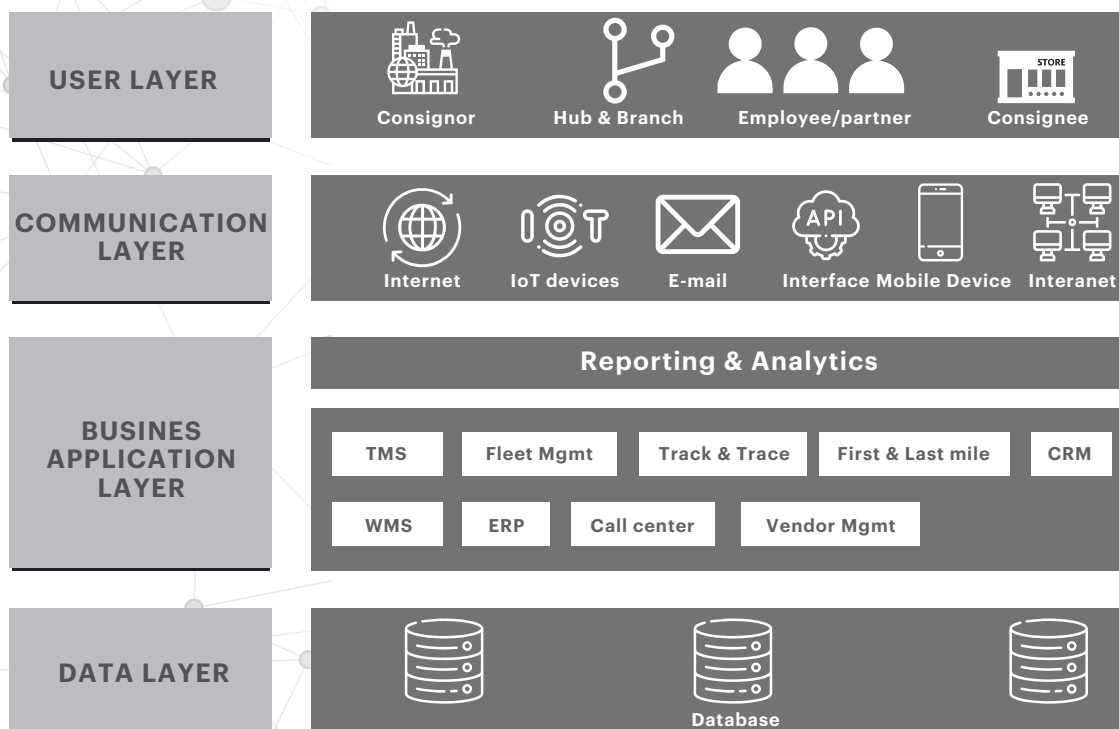 USER LAYER
STORE
Consignor
Hub & Branch
Employee/partner
Consignee
COMMUNICATION
LAYER
IOT
API
Internet
IoT devices
E-mail
Interface
Mobile Device
Interanet
BUSINES
APPLICATION
LAYER
Reporting & Analytics
TMS
Fleet Mgmt
Track & Trace
First & Last mile
CRM
WMS
ERP
Call center
Vendor Mgmt
DATA LAYER
Database